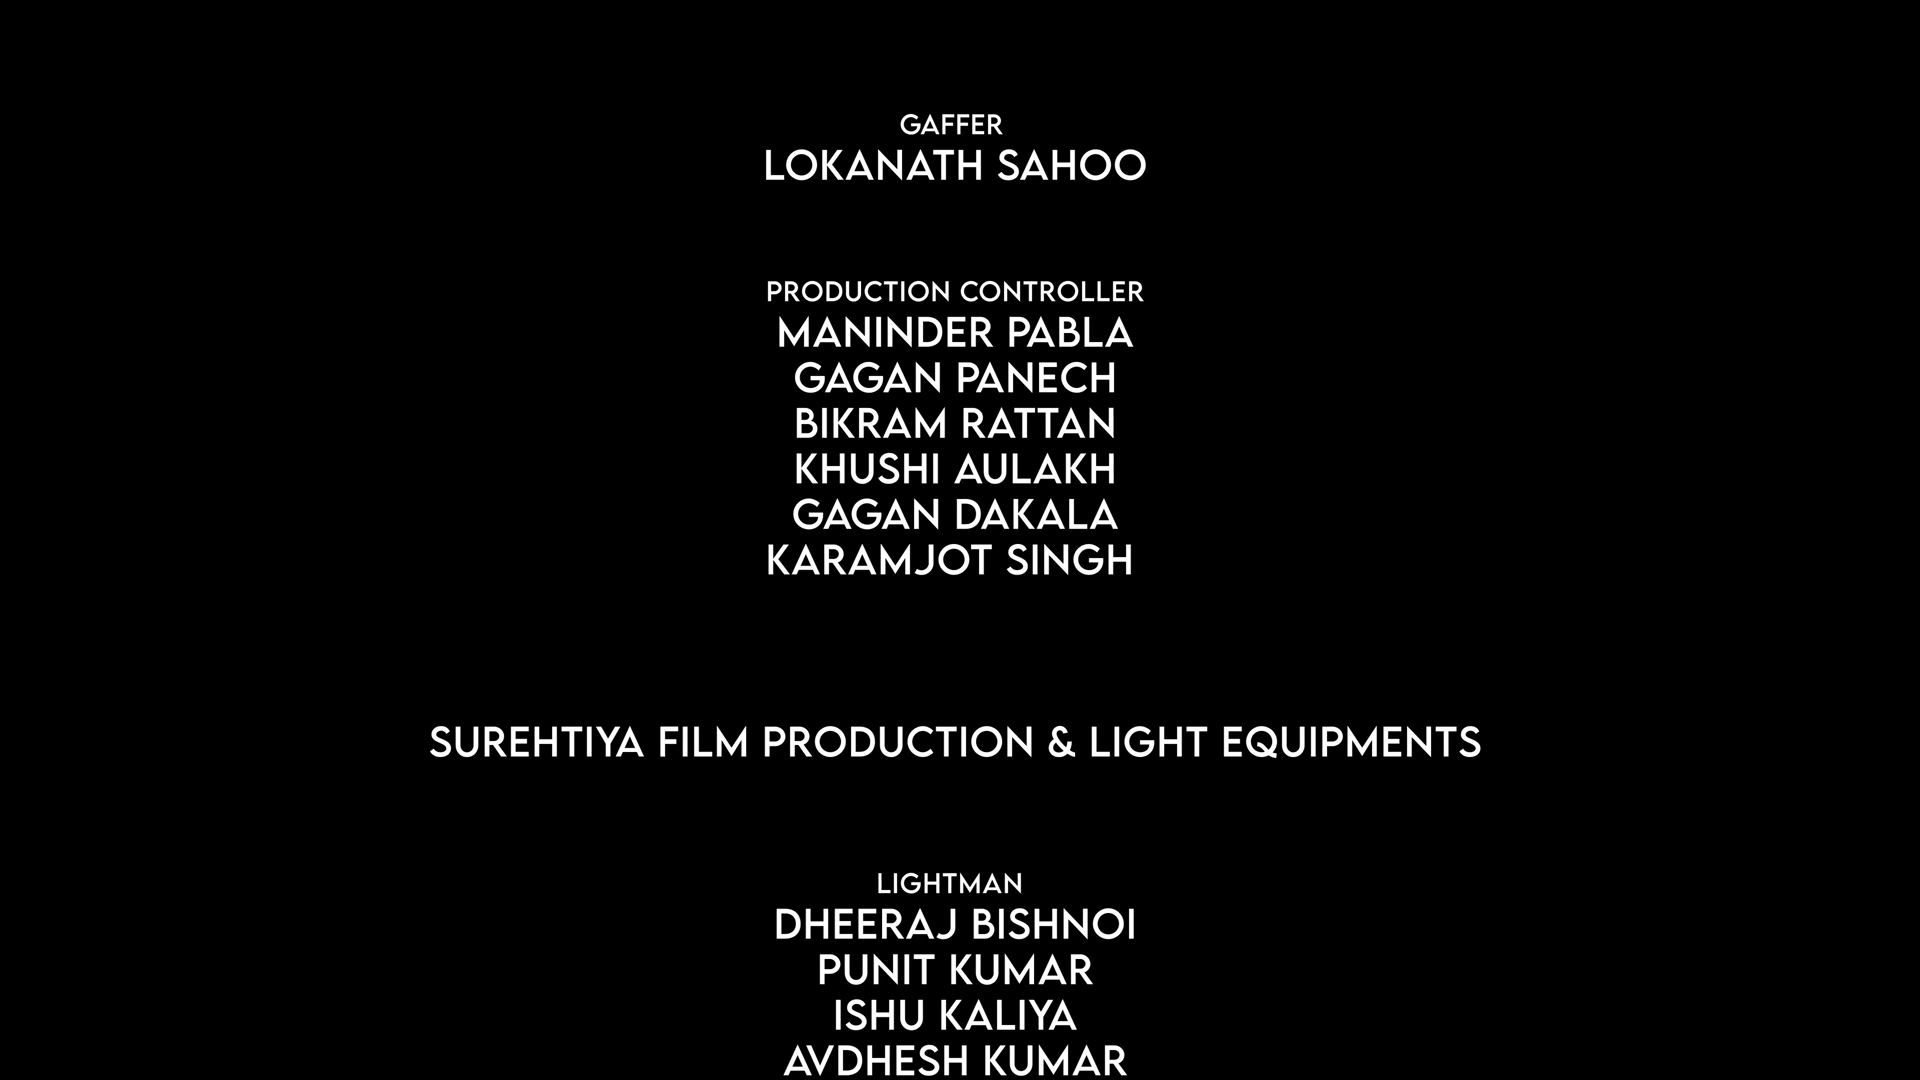 GAFFER
LOKANATH SAHOO
PRODUCTION CONTROLLER
MANINDER PABLA
GAGAN PANECH
BIKRAM RATTAN
KHUSHI AULAKH
GAGAN DAKALA
KARAMJOT SINGH
SUREHTIYA FILM PRODUCTION & LIGHT EQUIPMENTS
LIGHTMAN
DHEERAJ BISHNOI
PUNIT KUMAR
ISHU KALIYA
AVDHESH KUMAR